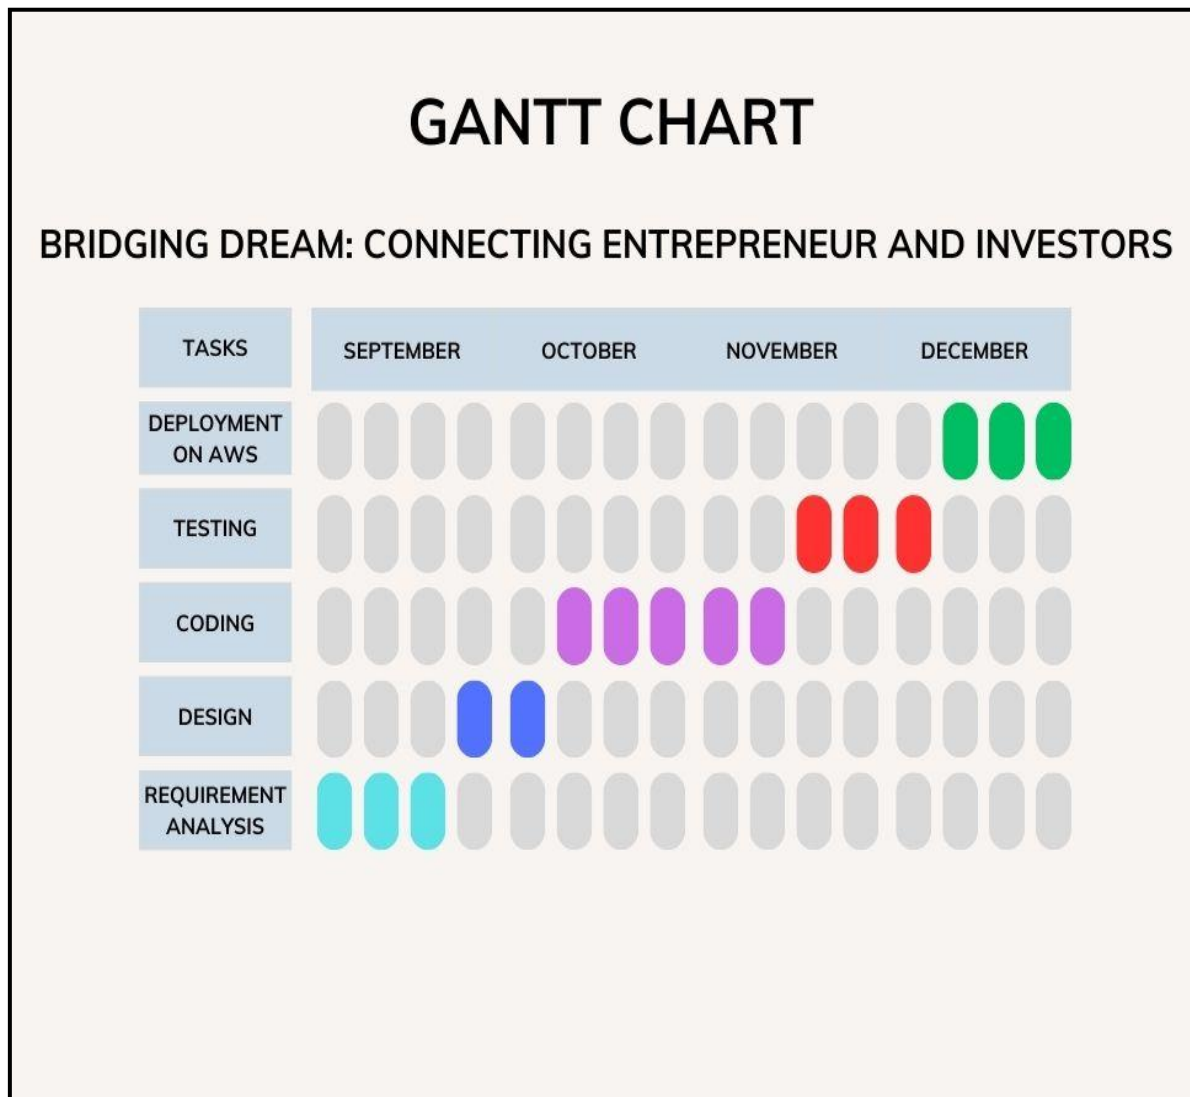 GANTT CHART
BRIDGING DREAM: CONNECTING ENTREPRENEUR AND INVESTORS
TASKS
SEPTEMBER
OCTOBER
NOVEMBER
DECEMBER
DEPLOYMENT
ON AWS
TESTING
CODING
DESIGN
REQUIREMENT
ANALYSIS